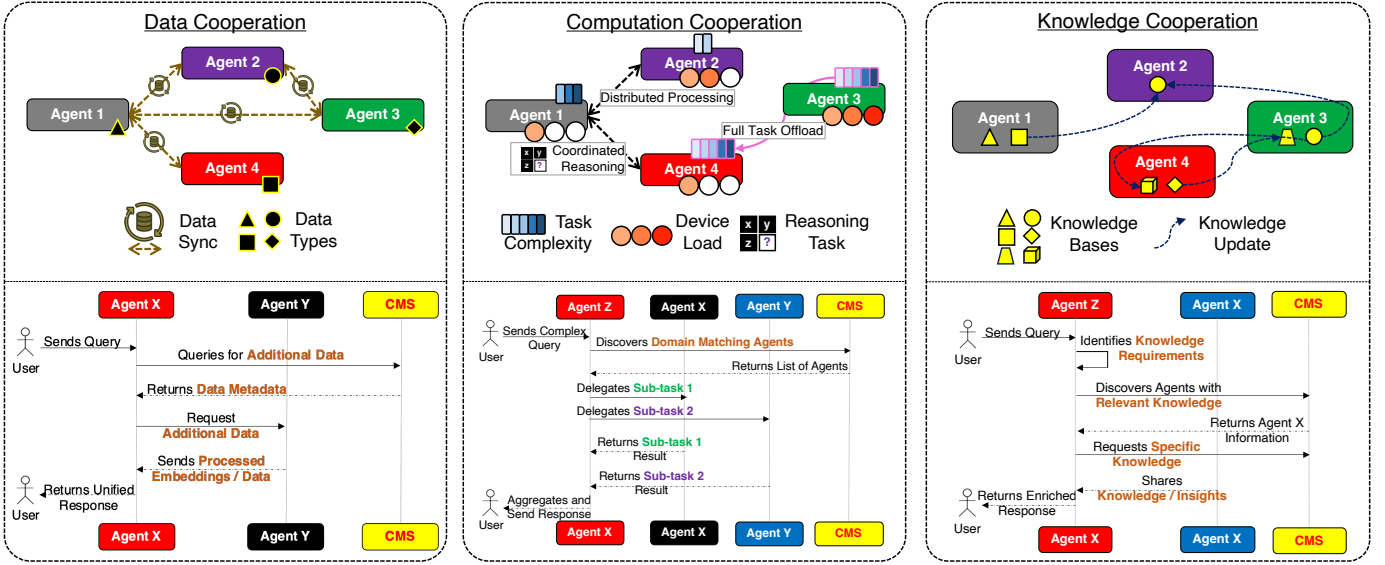 Data Cooperation
Agent 2
Agent 1
Agent 3
Agent 4
Data
Sync
Data
Types
Agent X
Agent Y
CMS
Sends Query
User
Queries for Additional Data
Returns Data Metadata
Request
Additional Data
Sends Processed
Embeddings / Data
Returns Unified
Response
User
Agent X
Agent Y
CMS
Computation Cooperation
Agent 2
Distributed Processing
Agent 1
Agent 3
Full Task Offload
x y
z ?
Coordinated
Reasoning
Agent 4
Task
Complexity
Device
Load
x y
z ?
Reasoning
Task
Agent Z
Agent X
Agent Y
CMS
Sends Complex
Query
User
Discovers Domain Matching Agents
Returns List of Agents
Delegates Sub-task 1
Delegates Sub-task 2
Returns Sub-task 1
Result
Returns Sub-task 2
Result
Aggregates and
Send Response
User
Agent X
Agent X
Agent Y
CMS
Knowledge Cooperation
Agent 2
Agent 1
Agent 3
Agent 4
Knowledge
Bases
Knowledge
Update
Agent Z
Agent X
CMS
Sends Query
User
Identifies Knowledge
Requirements
Discovers Agents with
Relevant Knowledge
Returns Agent X
Information
Requests Specific
Knowledge
Shares
Knowledge / Insights
Returns Enriched
Response
User
Agent X
Agent X
CMS